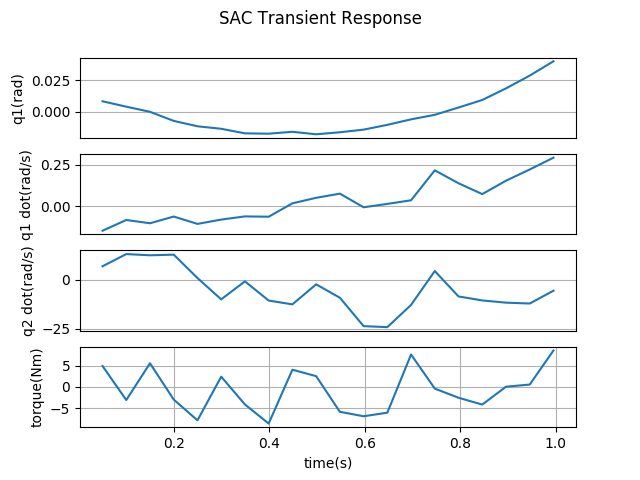 SAC Transient Response
q1(rad)
0.025
0.000
q1 dot(rad/s)
0.25
0.00
q2 dot(rad/s)
0
−25
torque(Nm)
5
0
−5
0.2 0.4 0.6 0.8 1.0
time(s)